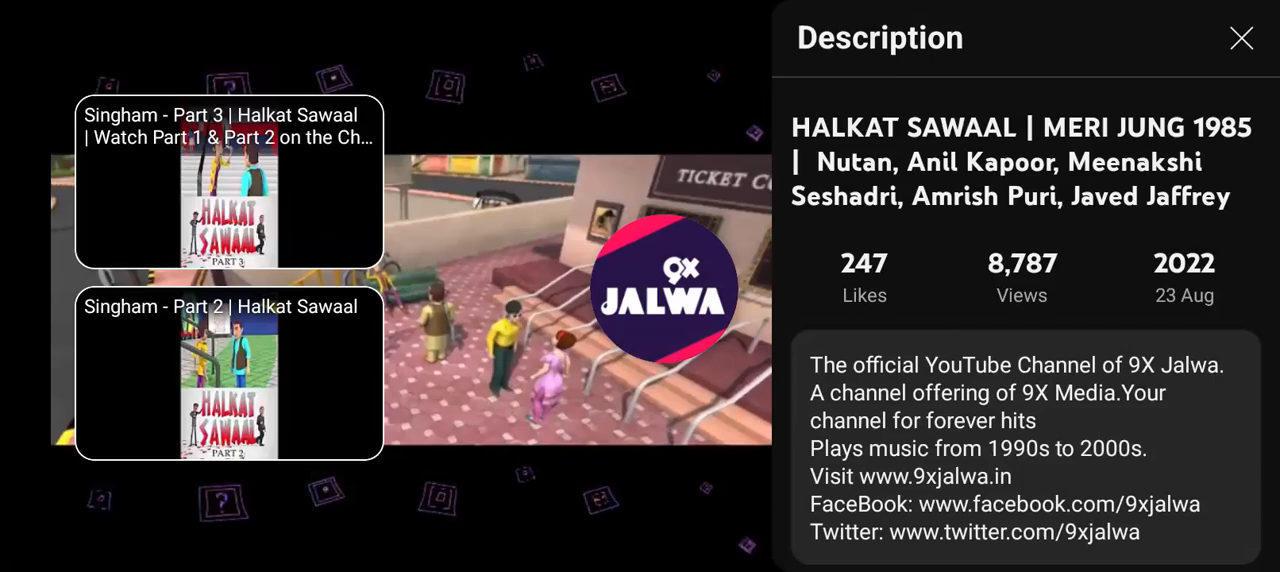 Singham - Part 3 | Halkat Sawaal
| Watch Part 1 & Part 2 on the Ch...
HALKAT
SAWAAL
PART 3
Singham - Part 2 | Halkat Sawaal
HALKAT
SAWAAL
PART 2
TICKET C
9X
JALWA
Description
HALKAT SAWAAL | MERI JUNG 1985
| Nutan, Anil Kapoor, Meenakshi
Seshadri, Amrish Puri, Javed Jaffrey
247
Likes
8,787
Views
2022
23 Aug
The official YouTube Channel of 9X Jalwa.
A channel offering of 9X Media.Your
channel for forever hits
Plays music from 1990s to 2000s.
Visit www.9xjalwa.in
FaceBook: www.facebook.com/9xjalwa
Twitter: www.twitter.com/9xjalwa